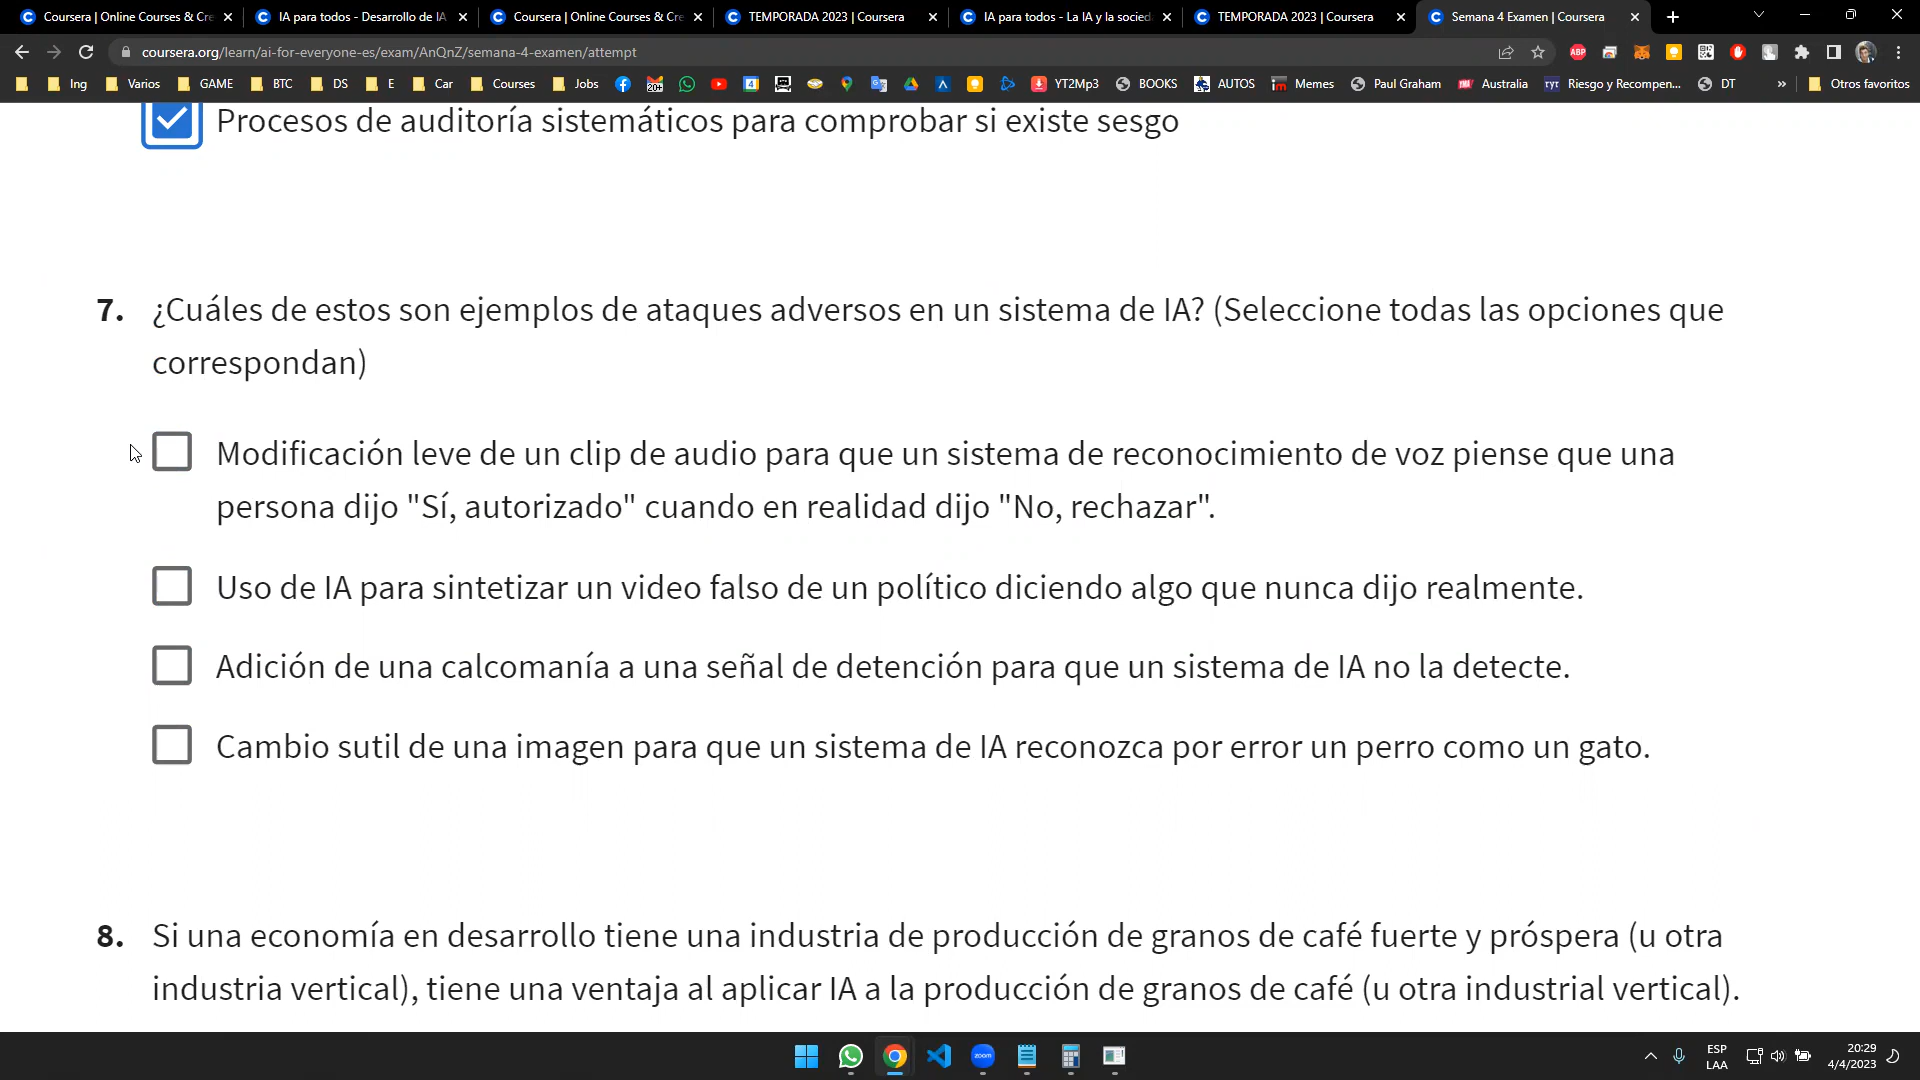 Coursera | Online Courses & Cre
IA para todos - Desarrollo de IA
Coursera | Online Courses & Cre
TEMPORADA 2023 | Coursera
IA para todos - La IA y la socied
TEMPORADA 2023 | Coursera
Semana 4 Examen | Coursera
coursera.org/learn/ai-for-everyone-es/exam/AnQnZ/semana-4-examen/attempt
Ing
Varios
GAME
BTC
DS
E
Car
Courses
Jobs
YT2Mp3
BOOKS
AUTOS
Memes
Paul Graham
Australia
Riesgo y Recompen...
DT
»
Otros favoritos
Procesos de auditoría sistemáticos para comprobar si existe sesgo
7. ¿Cuáles de estos son ejemplos de ataques adversos en un sistema de IA? (Seleccione todas las opciones que
correspondan)
Modificación leve de un clip de audio para que un sistema de reconocimiento de voz piense que una
persona dijo "Sí, autorizado" cuando en realidad dijo "No, rechazar".
Uso de IA para sintetizar un video falso de un político diciendo algo que nunca dijo realmente.
Adición de una calcomanía a una señal de detención para que un sistema de IA no la detecte.
Cambio sutil de una imagen para que un sistema de IA reconozca por error un perro como un gato.
8. Si una economía en desarrollo tiene una industria de producción de granos de café fuerte y próspera (u otra
industria vertical), tiene una ventaja al aplicar IA a la producción de granos de café (u otra industrial vertical).
zoom
ESP
LAA
20:29
4/4/2023